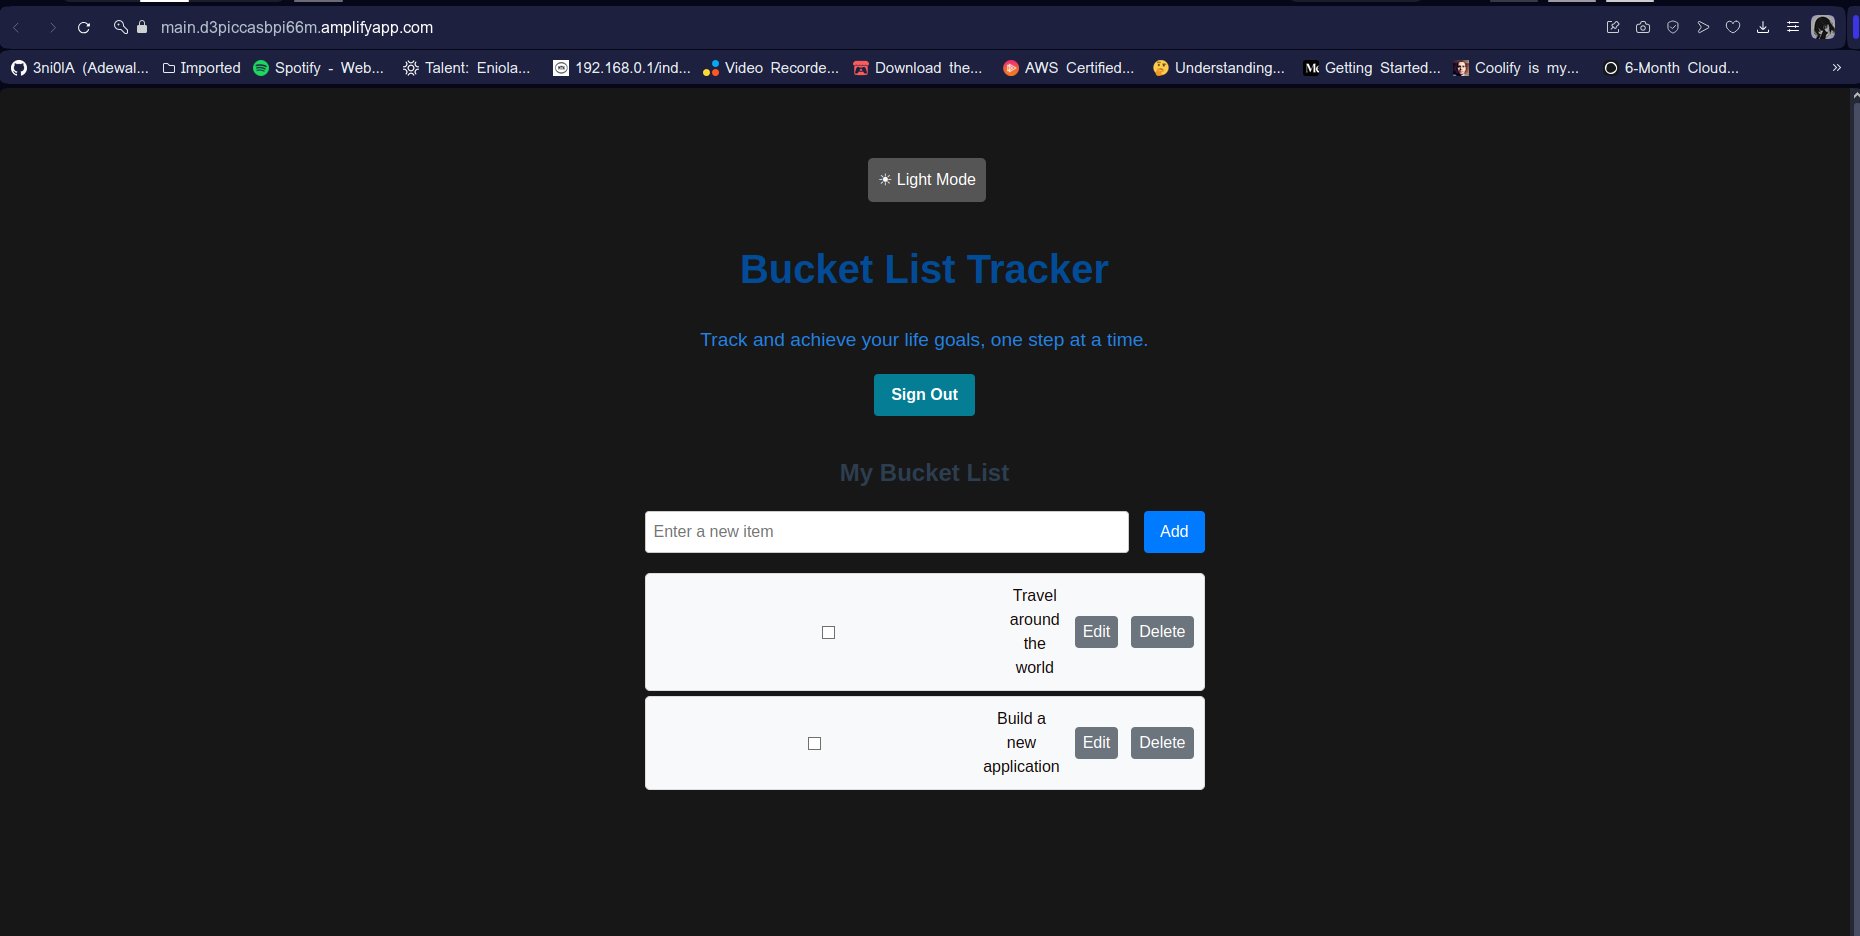 main.d3piccasbpi66m.amplifyapp.com
3ni0lA (Adewal... Imported Spotify - Web... Talent: Eniola... 192.168.0.1/ind... Video Recorde... Download the... AWS Certified... Understanding... Getting Started... Coolify is my... 6-Month Cloud... »
☀ Light Mode
Bucket List Tracker
Track and achieve your life goals, one step at a time.
Sign Out
My Bucket List
Enter a new item Add
Travel
around
the
world
Edit Delete
Build a
new
application
Edit Delete